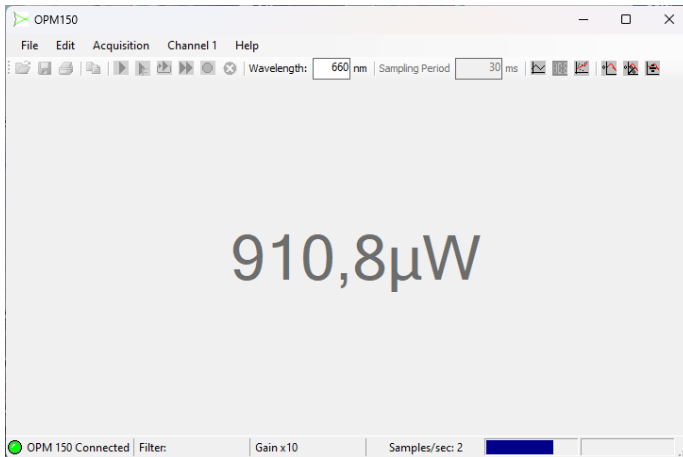 OPM150
File Edit Acquisition Channel 1 Help
Wavelength: 660 nm Sampling Period 30 ms
910,8µW
OPM 150 Connected Filter: Gain x10 Samples/sec: 2